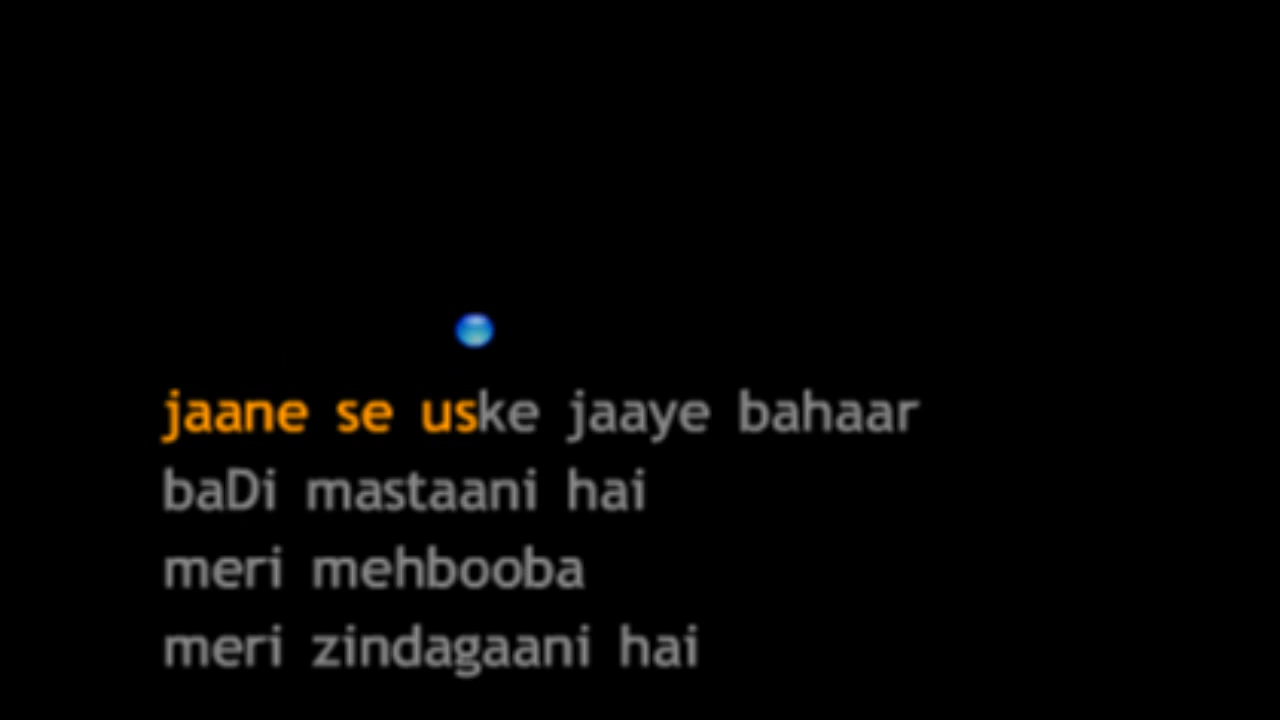 jaane se uske jaaye bahaar
baDi mastaani hai
meri mehbooba
meri zindagaani hai